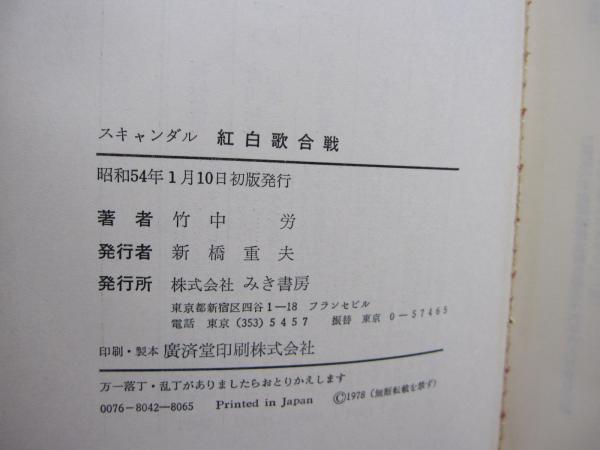 スキャンダル 紅白歌合戦
昭和54年1月10日初版発行
著者 竹中 労
発行者 新橋重夫
発行所 株式会社 みき書房
東京都新宿区四谷1―18 フランセビル
電話 東京 (353) 5457 振替 東京 0―57465
印刷・製本 廣済堂印刷株式会社
万一落丁・乱丁がありましたらおとりかえします
0076―8042―8065 Printed in Japan ©1978 (無断転載を禁ず)